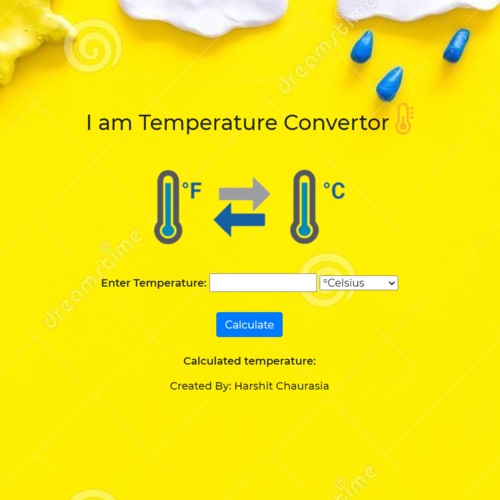 dreamstime
I am Temperature Convertor
°F
°C
dreamstime
Enter Temperature: °Celsius
Calculate
Calculated temperature:
Created By: Harshit Chaurasia
dreamstime